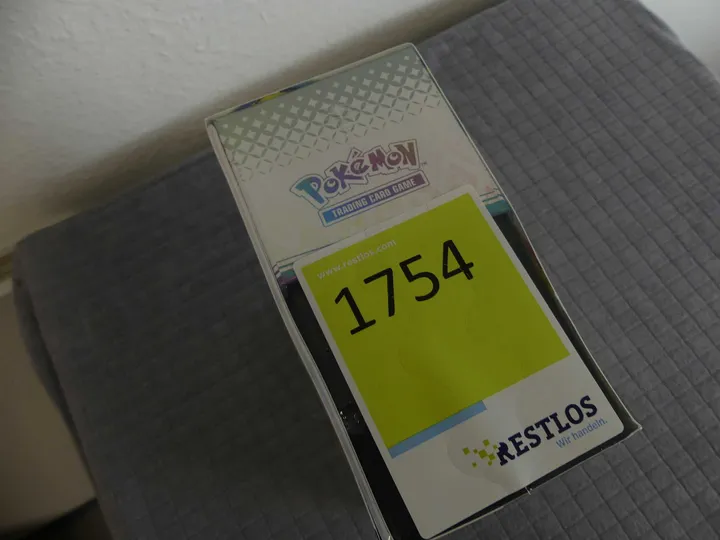 POKéMON
TRADING CARD GAME
www.restlos.com
1754
RESTLOS
Wir handeln.